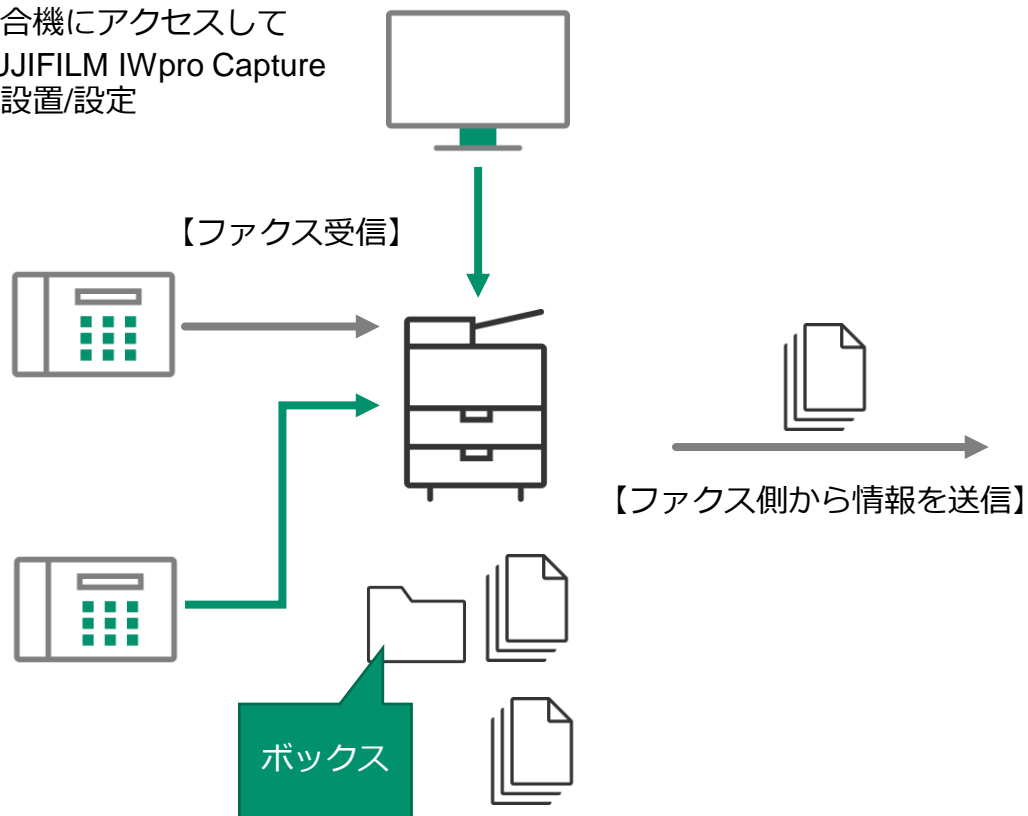 合機にアクセスして
UJIFILM IWpro Capture
設置/設定
【ファクス受信】
【ファクス側から情報を送信】
ボックス